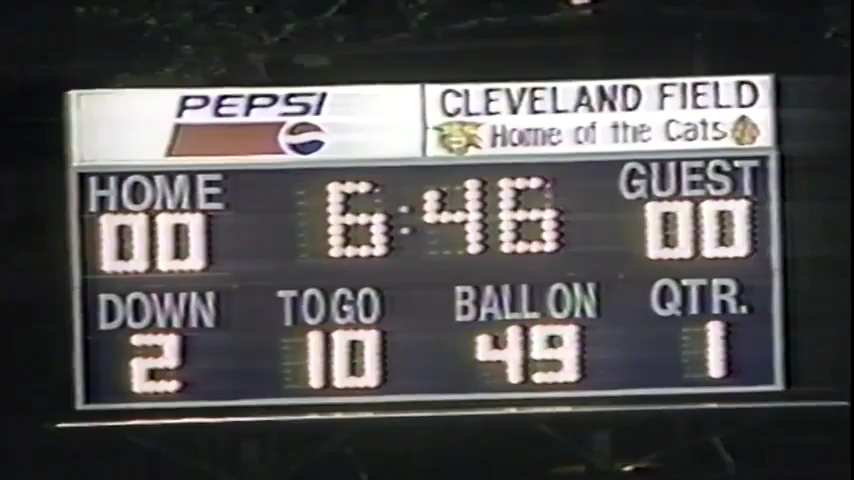 PEPSI
CLEVELAND FIELD
Home of the Cats
HOME 6:46 GUEST
00 00
DOWN TO GO BALL ON QTR.
2 10 49 1